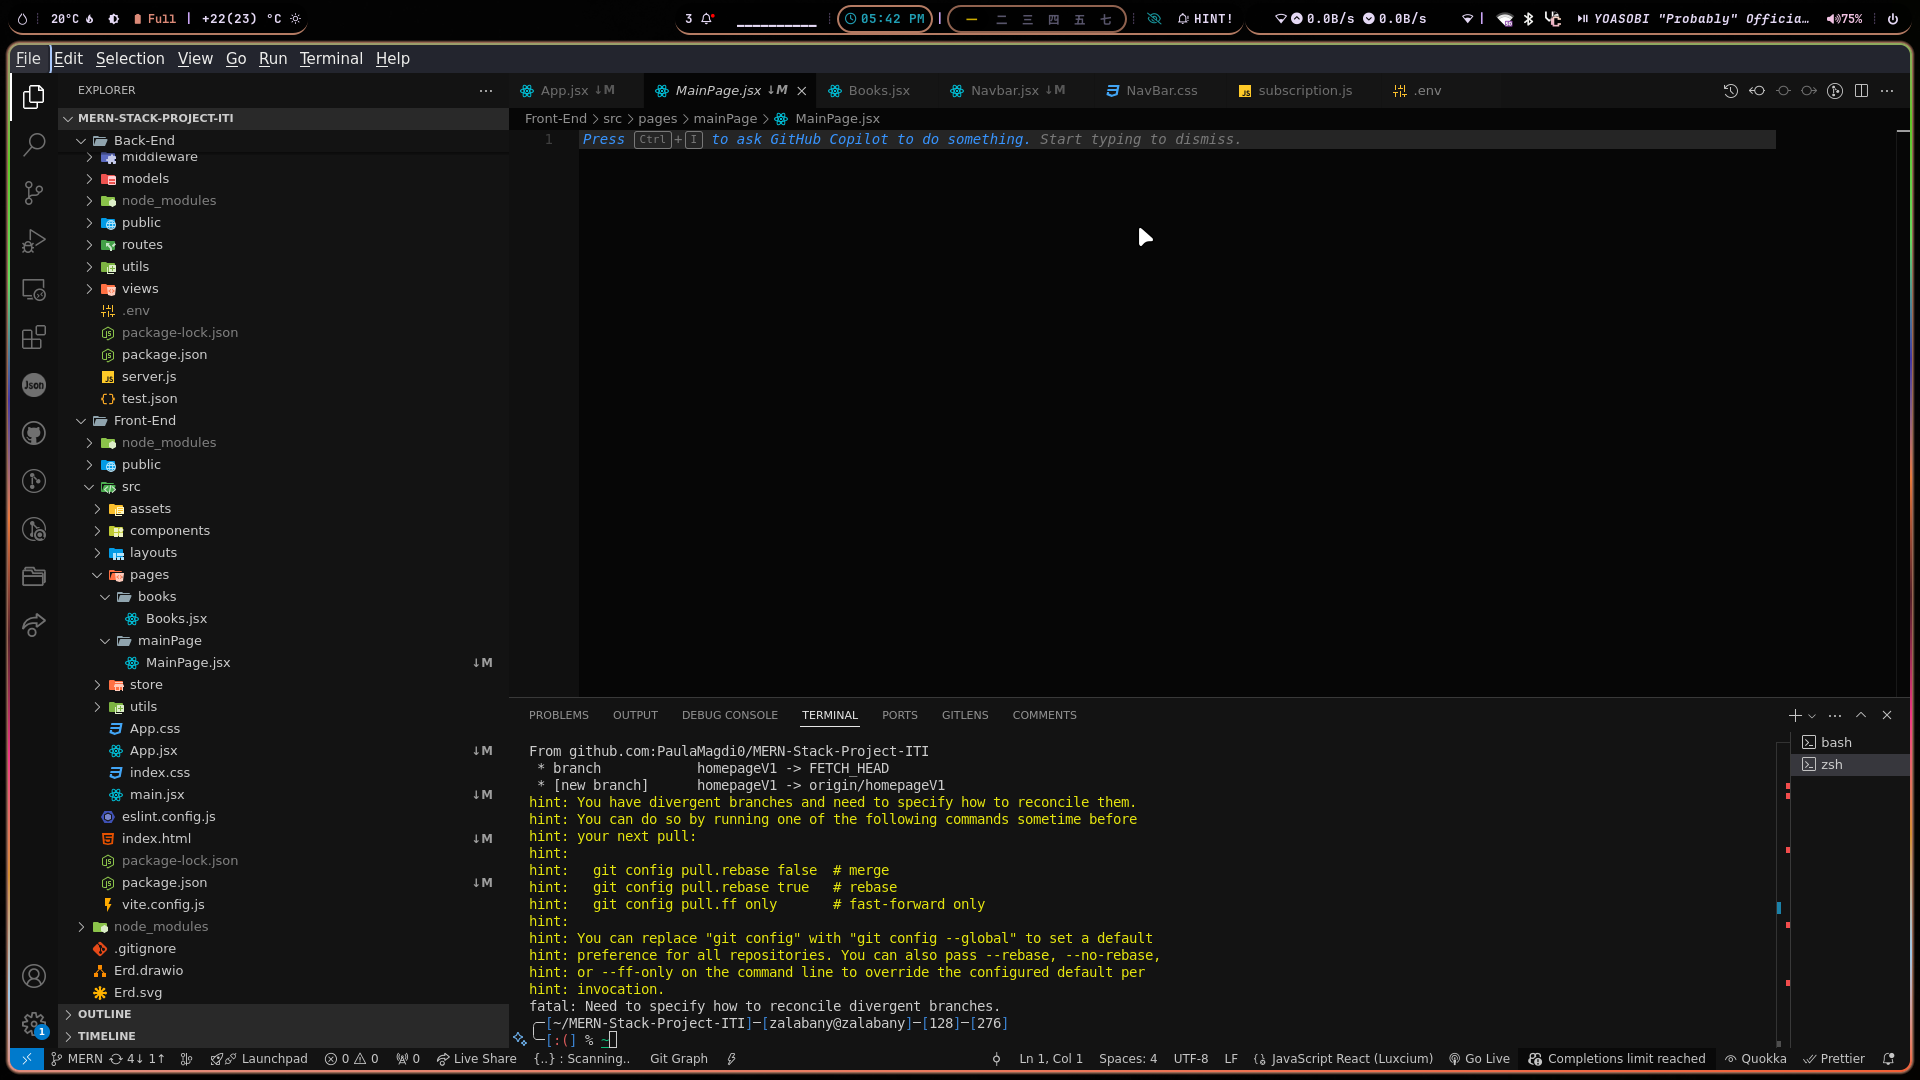 20°C Full | +22(23) °C
3 05:42 PM | 一 二 三 四 五 七 HINT! 0.0B/s 0.0B/s | YOASOBI "Probably" Officia… 75%
File Edit Selection View Go Run Terminal Help
EXPLORER
App.jsx ↓M MainPage.jsx ↓M Books.jsx Navbar.jsx ↓M NavBar.css subscription.js .env
MERN-STACK-PROJECT-ITI
Front-End > src > pages > mainPage > MainPage.jsx
1 Press Ctrl+I to ask GitHub Copilot to do something. Start typing to dismiss.
Back-End
middleware
models
node_modules
public
routes
utils
views
.env
package-lock.json
package.json
server.js
test.json
Front-End
node_modules
public
src
assets
components
layouts
pages
books
Books.jsx
mainPage
MainPage.jsx ↓M
store
utils
App.css
App.jsx ↓M
index.css
main.jsx ↓M
eslint.config.js
index.html ↓M
package-lock.json
package.json ↓M
vite.config.js
node_modules
.gitignore
Erd.drawio
Erd.svg
OUTLINE
TIMELINE
Json
1
PROBLEMS OUTPUT DEBUG CONSOLE TERMINAL PORTS GITLENS COMMENTS
bash
zsh
From github.com:PaulaMagdi0/MERN-Stack-Project-ITI
* branch homepageV1 -> FETCH_HEAD
* [new branch] homepageV1 -> origin/homepageV1
hint: You have divergent branches and need to specify how to reconcile them.
hint: You can do so by running one of the following commands sometime before
hint: your next pull:
hint:
hint: git config pull.rebase false # merge
hint: git config pull.rebase true # rebase
hint: git config pull.ff only # fast-forward only
hint:
hint: You can replace "git config" with "git config --global" to set a default
hint: preference for all repositories. You can also pass --rebase, --no-rebase,
hint: or --ff-only on the command line to override the configured default per
hint: invocation.
fatal: Need to specify how to reconcile divergent branches.
╭─[~/MERN-Stack-Project-ITI]─[zalabany@zalabany]─[128]─[276]
╰─[:(] % ~
MERN 4↓ 1↑ Launchpad 0 0 0 Live Share {..} : Scanning.. Git Graph Ln 1, Col 1 Spaces: 4 UTF-8 LF JavaScript React (Luxcium) Go Live Completions limit reached Quokka Prettier